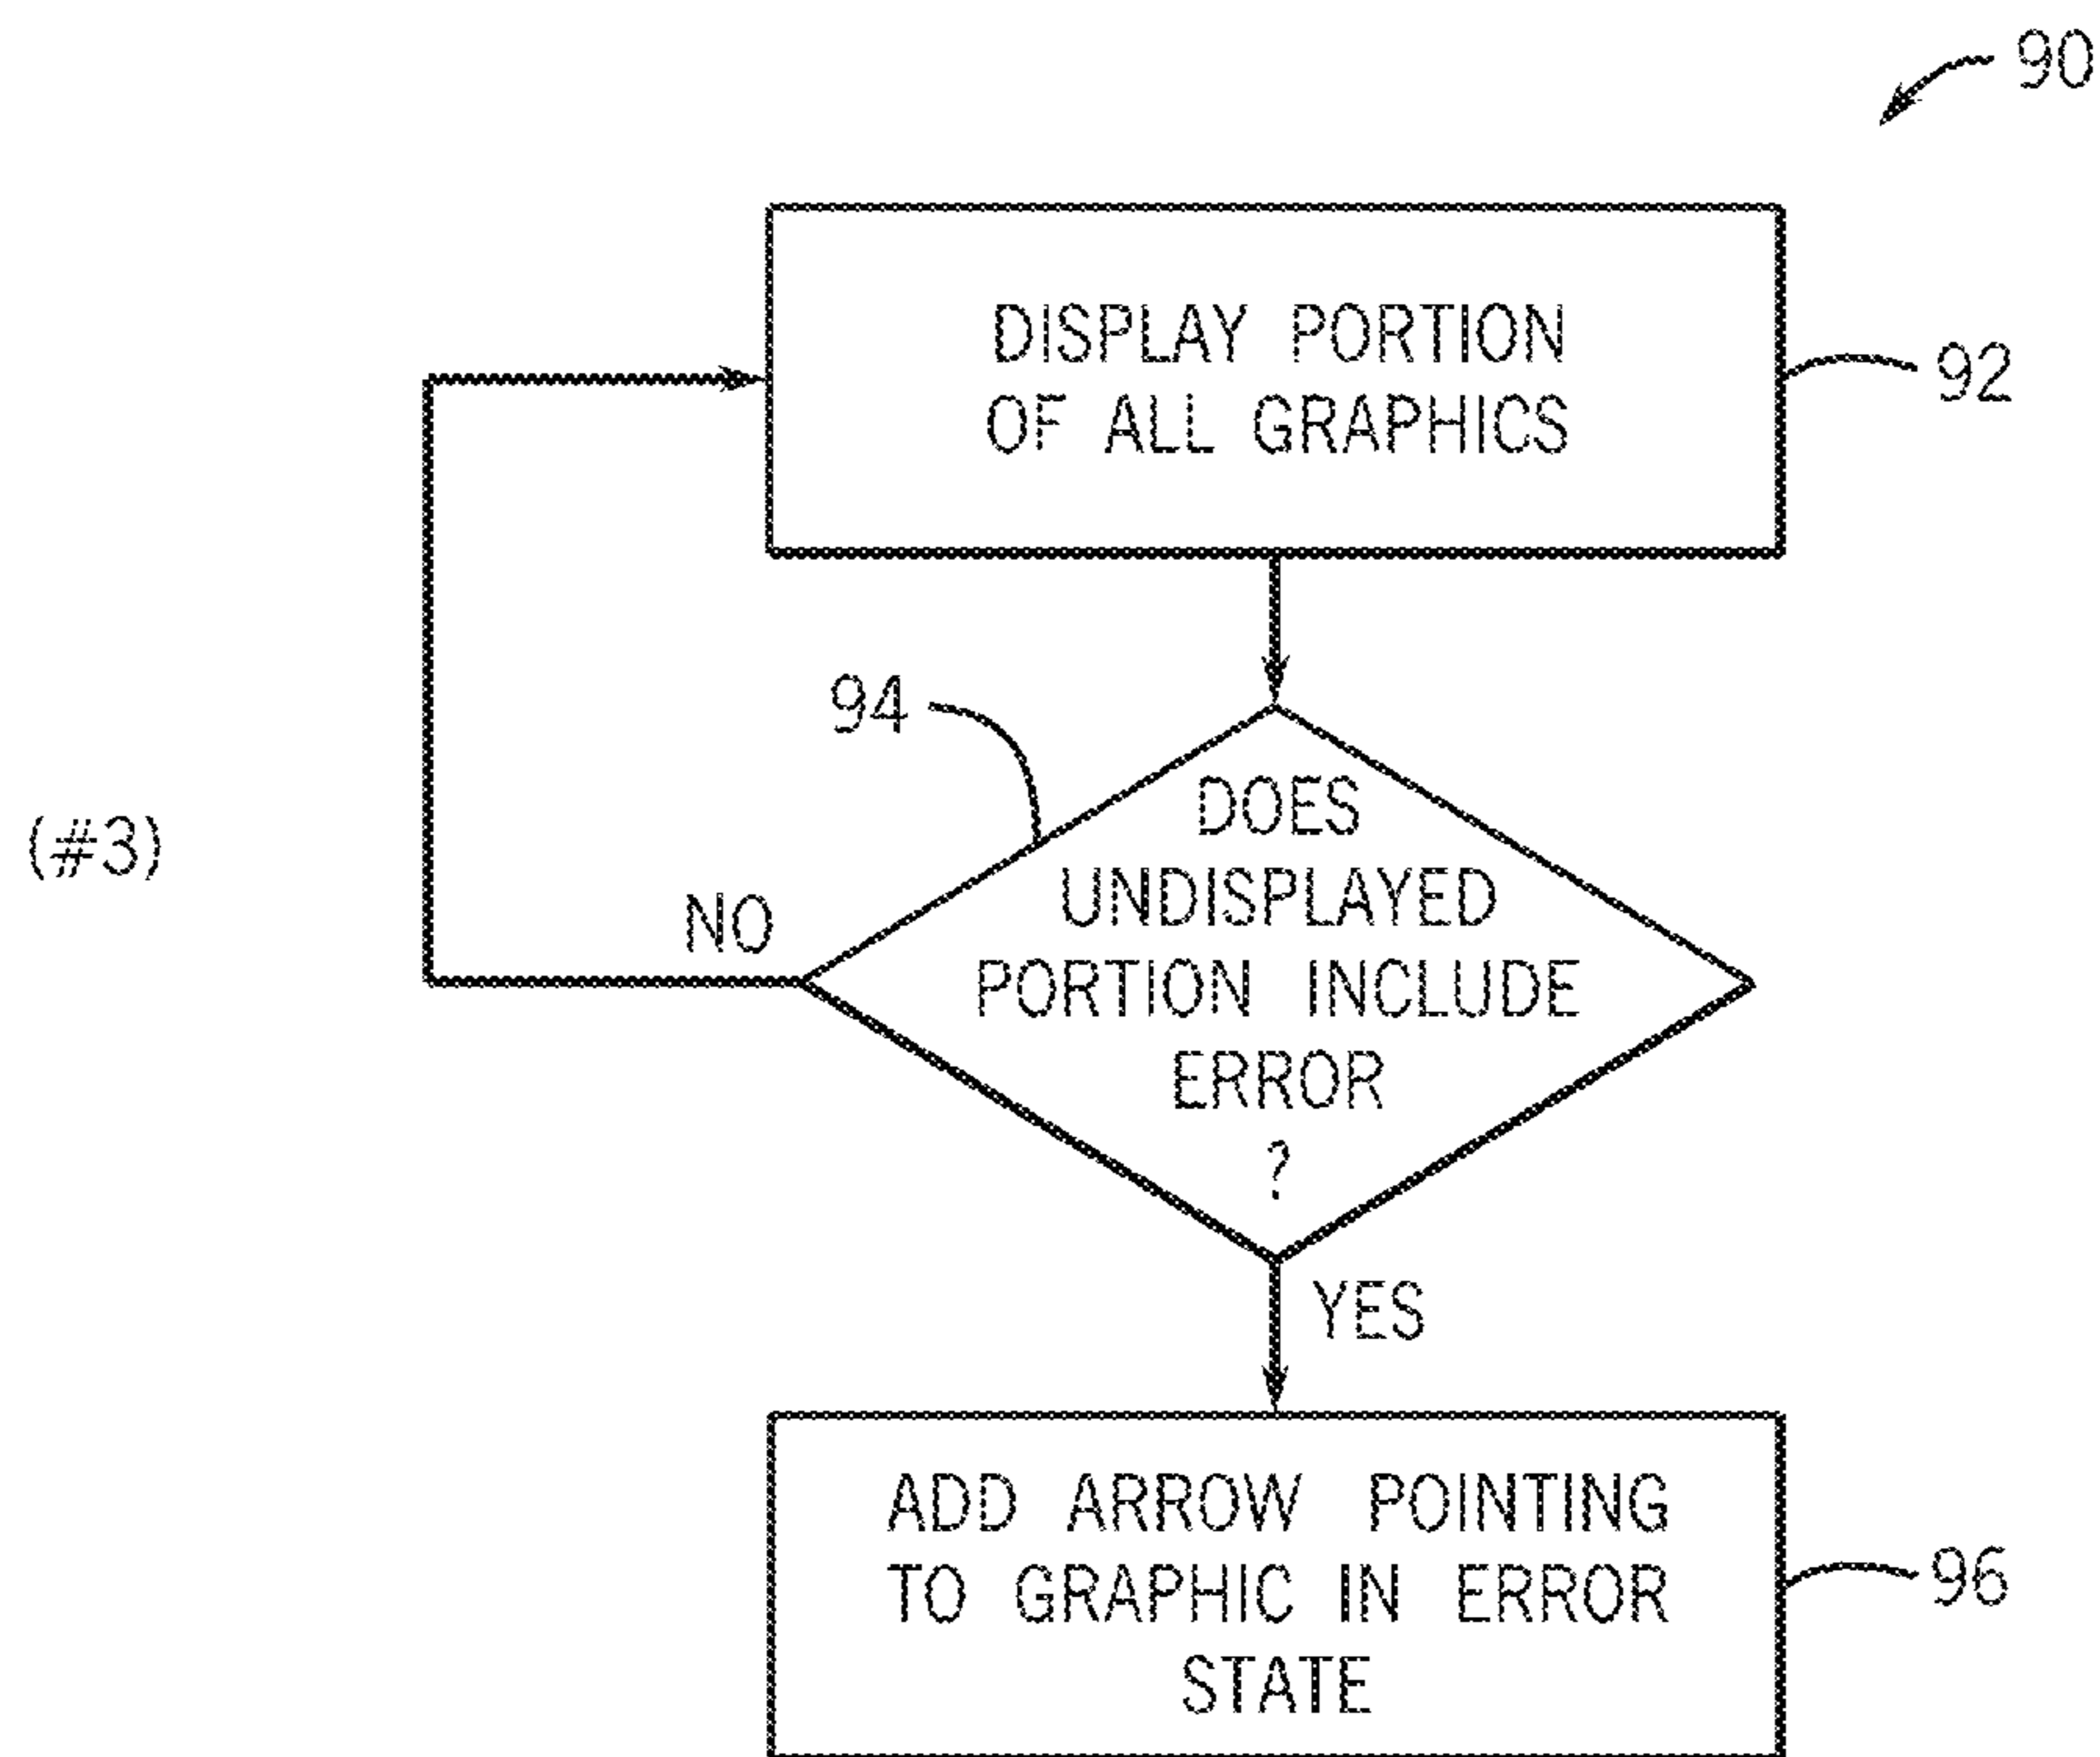 90
DISPLAY PORTION
OF ALL GRAPHICS
92
94
DOES
UNDISPLAYED
PORTION INCLUDE
ERROR
?
(#3)
NO
YES
ADD ARROW POINTING
TO GRAPHIC IN ERROR
STATE
96